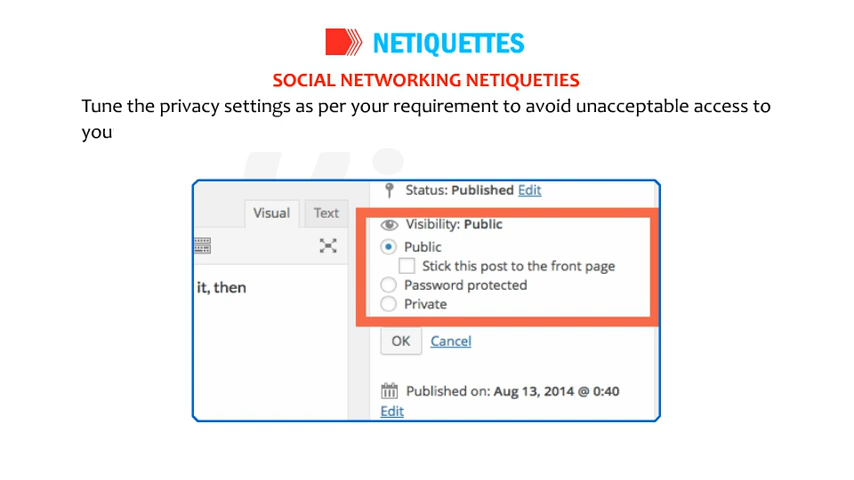 NETIQUETTES
SOCIAL NETWORKING NETIQUETIES
Tune the privacy settings as per your requirement to avoid unacceptable access to
you
Status: Published Edit
Visual Text
Visibility: Public
Public
Stick this post to the front page
it, then
Password protected
Private
OK Cancel
Published on: Aug 13, 2014 @ 0:40
Edit